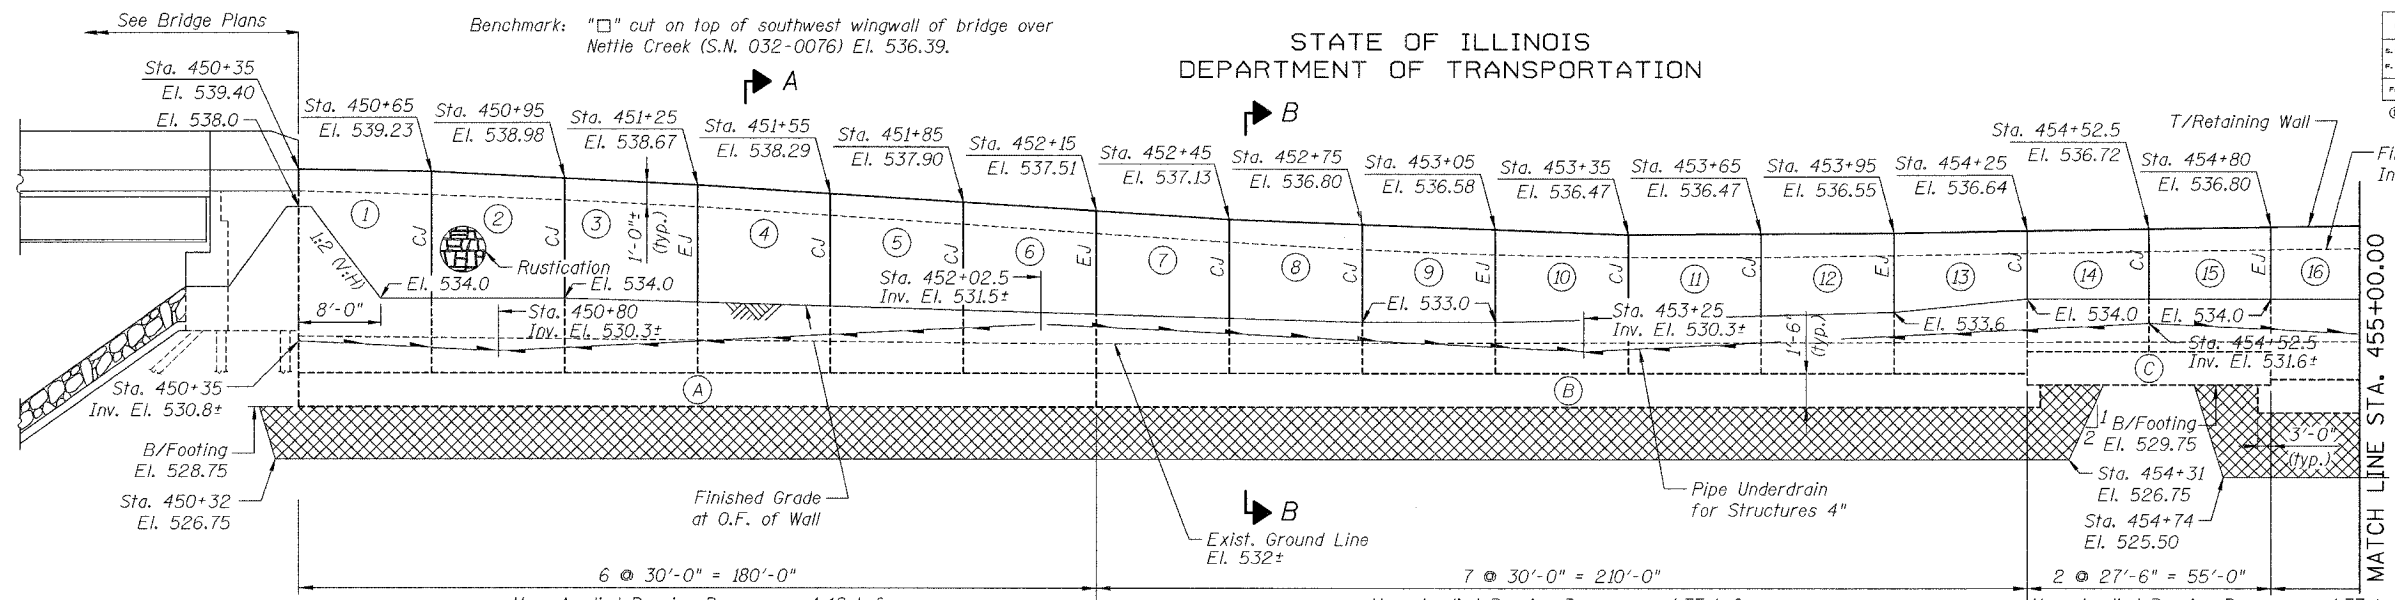 See Bridge Plans
Benchmark: "□" cut on top of southwest wingwall of bridge over
Nettle Creek (S.N. 032-0076) El. 536.39.
STATE OF ILLINOIS
DEPARTMENT OF TRANSPORTATION
A
B
Sta. 450+35
El. 539.40
El. 538.0
Sta. 450+65
El. 539.23
Sta. 450+95
El. 538.98
Sta. 451+25
El. 538.67
Sta. 451+55
El. 538.29
Sta. 451+85
El. 537.90
Sta. 452+15
El. 537.51
Sta. 452+45
El. 537.13
Sta. 452+75
El. 536.80
Sta. 453+05
El. 536.58
Sta. 453+35
El. 536.47
Sta. 453+65
El. 536.47
Sta. 453+95
El. 536.55
Sta. 454+25
El. 536.64
Sta. 454+52.5
El. 536.72
Sta. 454+80
El. 536.80
T/Retaining Wall
1
CJ
2
CJ
3
1'-0"±
(typ.)
EJ
4
CJ
5
CJ
6
EJ
7
CJ
8
CJ
9
EJ
10
CJ
11
CJ
12
EJ
13
14
CJ
15
EJ
16
1:2 (V:H)
Rustication
El. 534.0
El. 534.0
8'-0"
Sta. 450+80
Inv. El. 530.3±
Sta. 452+02.5
Inv. El. 531.5±
El. 533.0
Sta. 453+25
Inv. El. 530.3±
1'-6"
(typ.)
El. 533.6
El. 534.0
El. 534.0
Sta. 454+52.5
Inv. El. 531.6±
Sta. 450+35
Inv. El. 530.8±
A
B
C
B/Footing
El. 528.75
Sta. 450+32
El. 526.75
Finished Grade
at O.F. of Wall
Exist. Ground Line
El. 532±
B
Pipe Underdrain
for Structures 4"
1
2
B/Footing
El. 529.75
3'-0"
(typ.)
Sta. 454+31
El. 526.75
Sta. 454+74
El. 525.50
MATCH LINE STA. 455+00.00
6 @ 30'-0" = 180'-0"
7 @ 30'-0" = 210'-0"
2 @ 27'-6" = 55'-0"